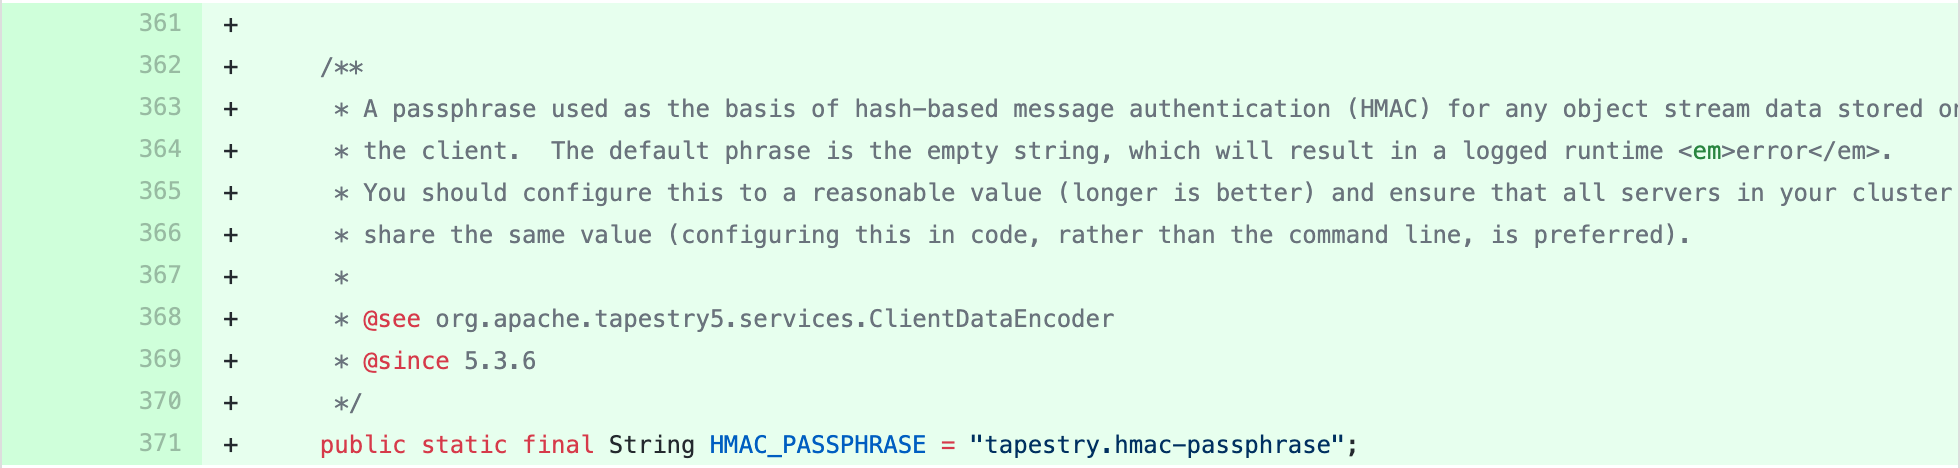 361 +
362 + /**
363 + * A passphrase used as the basis of hash-based message authentication (HMAC) for any object stream data stored
364 + * the client.  The default phrase is the empty string, which will result in a logged runtime <em>error</em>.
365 + * You should configure this to a reasonable value (longer is better) and ensure that all servers in your cluster
366 + * share the same value (configuring this in code, rather than the command line, is preferred).
367 + *
368 + * @see org.apache.tapestry5.services.ClientDataEncoder
369 + * @since 5.3.6
370 + */
371 + public static final String HMAC_PASSPHRASE = "tapestry.hmac-passphrase";